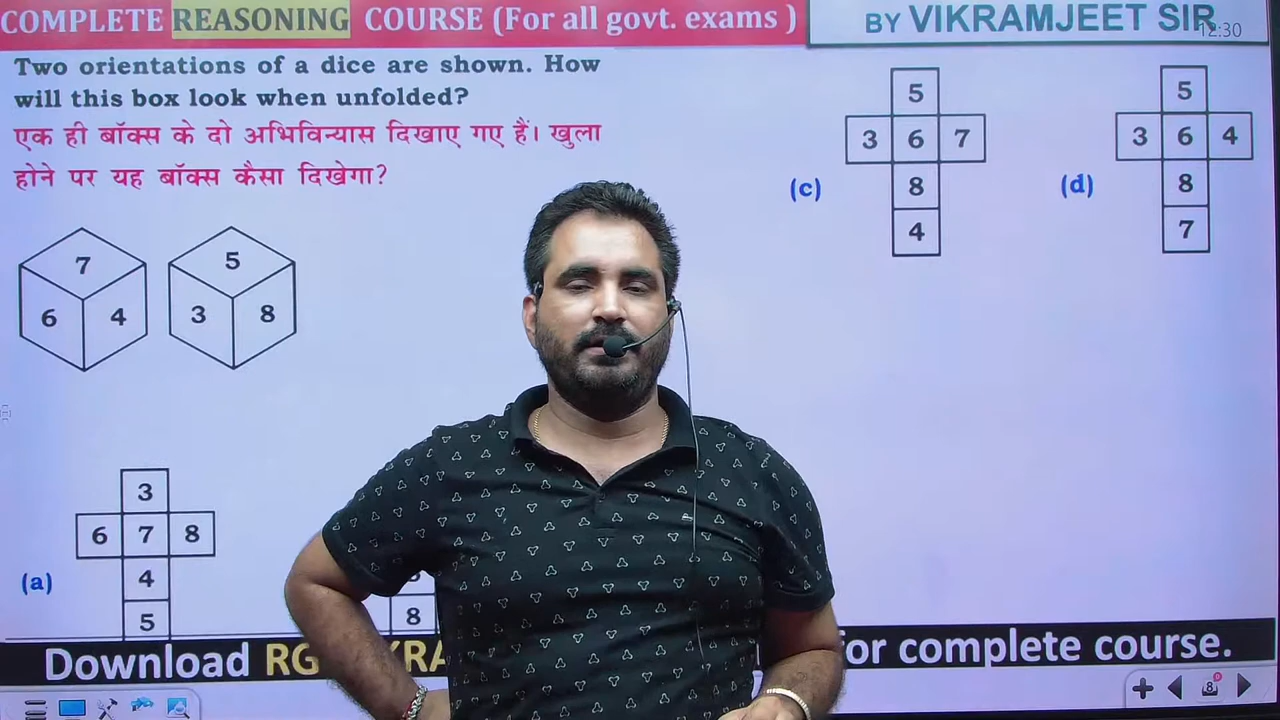 COMPLETE REASONING COURSE (For all govt. exams )
BY VIKRAMJEET SIR
12:30
Two orientations of a dice are shown. How
will this box look when unfolded?
एक ही बॉक्स के दो अभिविन्यास दिखाए गए हैं। खुला
होने पर यह बॉक्स कैसा दिखेगा?
7
6 4
5
3 8
(c)
5
3 6 7
8
4
(d)
5
3 6 4
8
7
(a)
3
6 7 8
4
5
8
Download RG
for complete course.
8